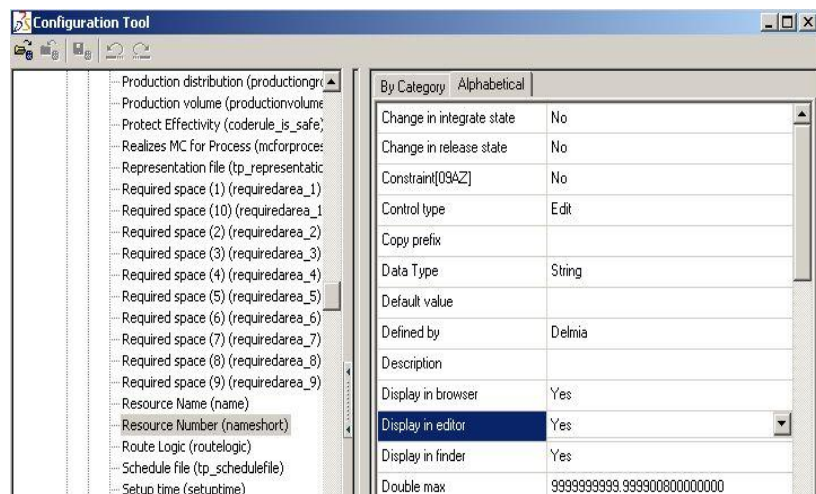 Configuration Tool
Production distribution (productiongr
Production volume (productionvolume
Protect Effectivity (coderule_is_safe)
Realizes MC for Process (mcforproces
Representation file (tp_representatic
Required space (1) (requiredarea_1)
Required space (10) (requiredarea_1
Required space (2) (requiredarea_2)
Required space (3) (requiredarea_3)
Required space (4) (requiredarea_4)
Required space (5) (requiredarea_5)
Required space (6) (requiredarea_6)
Required space (7) (requiredarea_7)
Required space (8) (requiredarea_8)
Required space (9) (requiredarea_9)
Resource Name (name)
Resource Number (nameshort)
Route Logic (routelogic)
Schedule file (tp_schedulefile)
Setup time (setuptime)
By Category Alphabetical
Change in integrate state No
Change in release state No
Constraint[09AZ] No
Control type Edit
Copy prefix
Data Type String
Default value
Defined by Delmia
Description
Display in browser Yes
Display in editor Yes
Display in finder Yes
Double max 9999999999.999900800000000